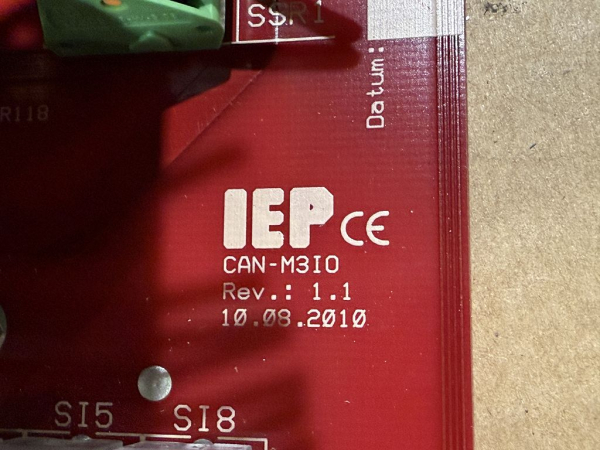 SSR1
Datum:
R118
IEP CE
CAN-M3IO
Rev.: 1.1
10.08.2010
SI5 SI8